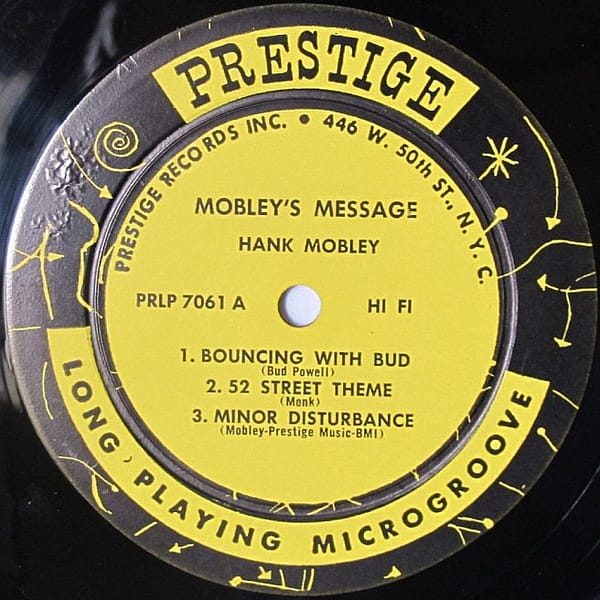 PRESTIGE
PRESTIGE RECORDS INC. • 446 W. 50th ST., N.Y.C.
MOBLEY'S MESSAGE
HANK MOBLEY
PRLP 7061 A HI FI
1. BOUNCING WITH BUD
(Bud Powell)
2. 52 STREET THEME
(Monk)
3. MINOR DISTURBANCE
(Mobley-Prestige Music-BMI)
LONG PLAYING MICROGROOVE